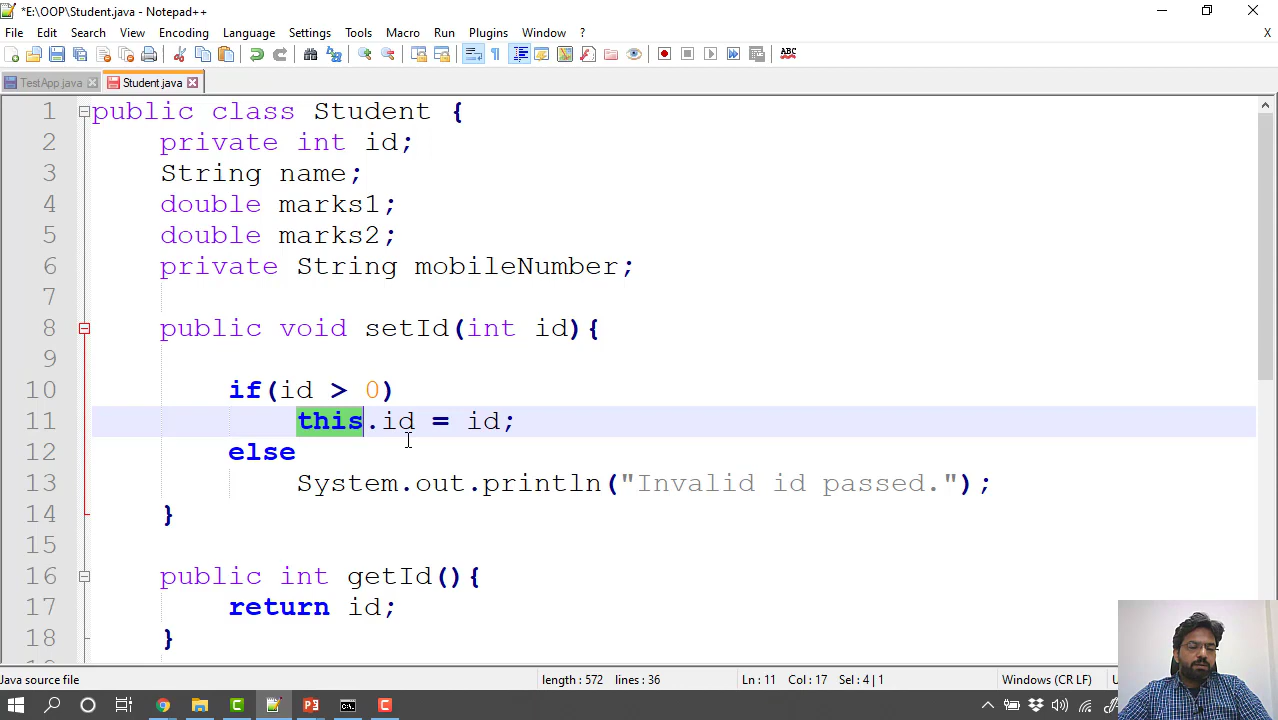 *E:\OOP\Student.java - Notepad++
File Edit Search View Encoding Language Settings Tools Macro Run Plugins Window ? X
ABC
TestApp.java Student.java
1 public class Student {
2 private int id;
3 String name;
4 double marks1;
5 double marks2;
6 private String mobileNumber;
7
8 public void setId(int id){
9
10 if(id > 0)
11 this.id = id;
12 else
13 System.out.println("Invalid id passed.");
14 }
15
16 public int getId(){
17 return id;
18 }
Java source file length : 572 lines : 36 Ln : 11 Col : 17 Sel : 4 | 1 Windows (CR LF)